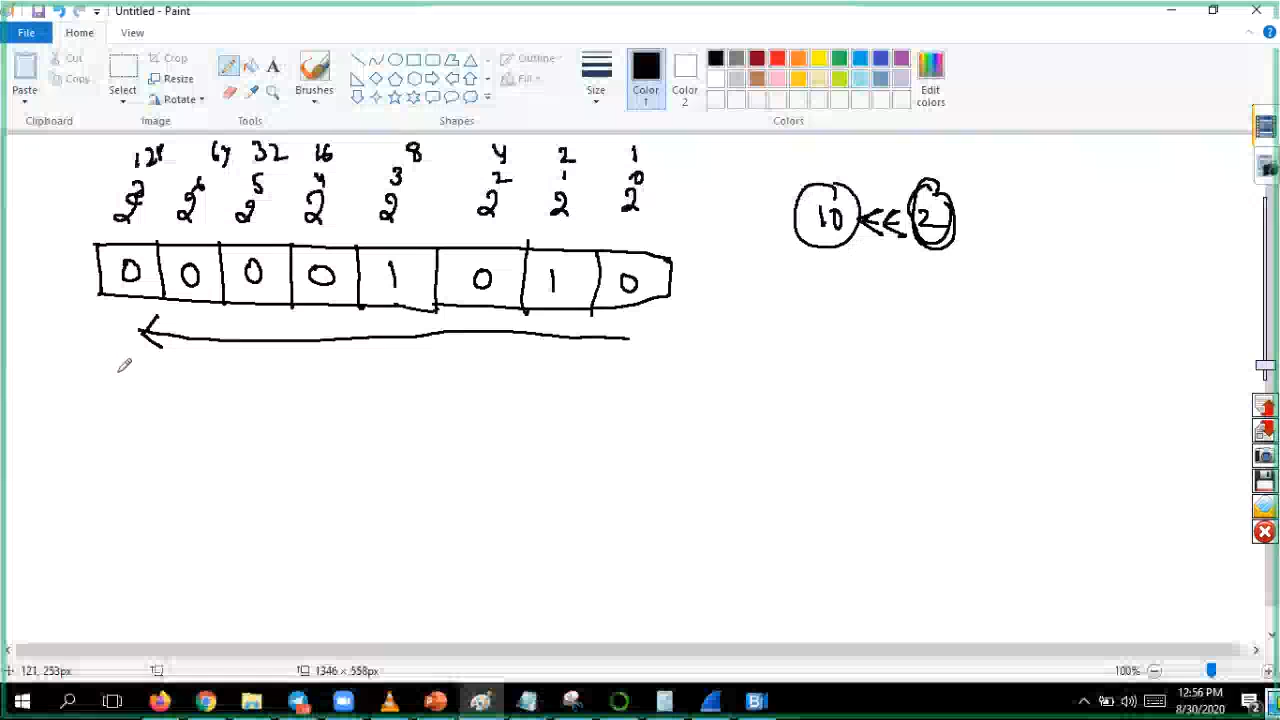 Untitled - Paint
File Home View
Paste Cut Copy Clipboard
Select Crop Resize Rotate Image
Tools
Brushes
Outline Fill Shapes
Size
Color 1 Color 2 Edit colors Colors
128 64 32 16 8 4 2 1
7 6 5 4 3 2 1 0
2 2 2 2 2 2 2 2
10 << 2
0 0 0 0 1 0 1 0
121, 253px 1346 × 558px 100%
12:56 PM
8/30/2020